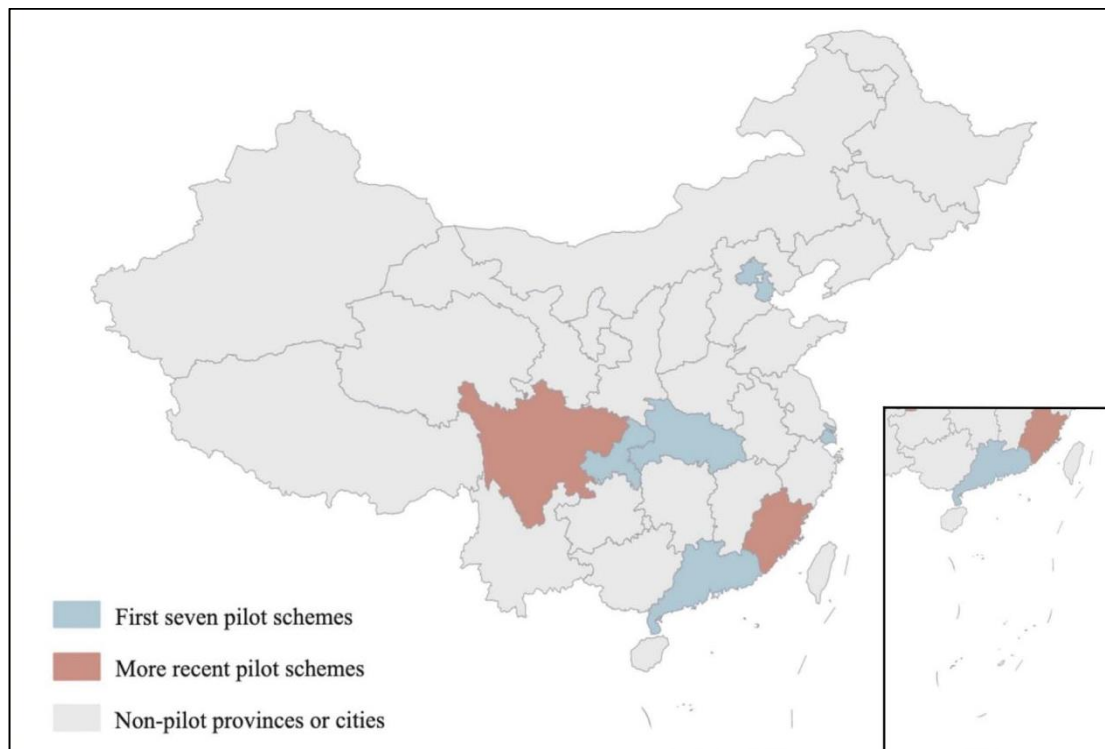 First seven pilot schemes
More recent pilot schemes
Non-pilot provinces or cities